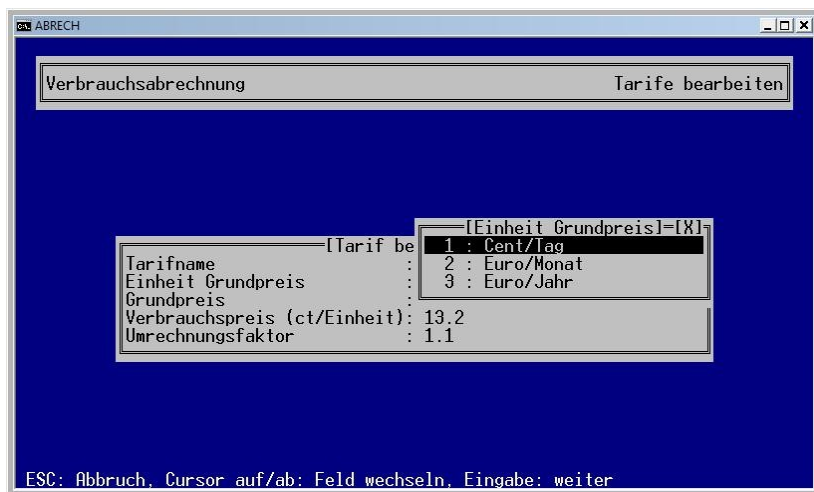 ABRECH
Verbrauchsabrechnung Tarife bearbeiten
[Einheit Grundpreis]=[X]
1 : Cent/Tag
2 : Euro/Monat
3 : Euro/Jahr
[Tarif be
Tarifname :
Einheit Grundpreis :
Grundpreis :
Verbrauchspreis (ct/Einheit): 13.2
Umrechnungsfaktor : 1.1
ESC: Abbruch, Cursor auf/ab: Feld wechseln, Eingabe: weiter